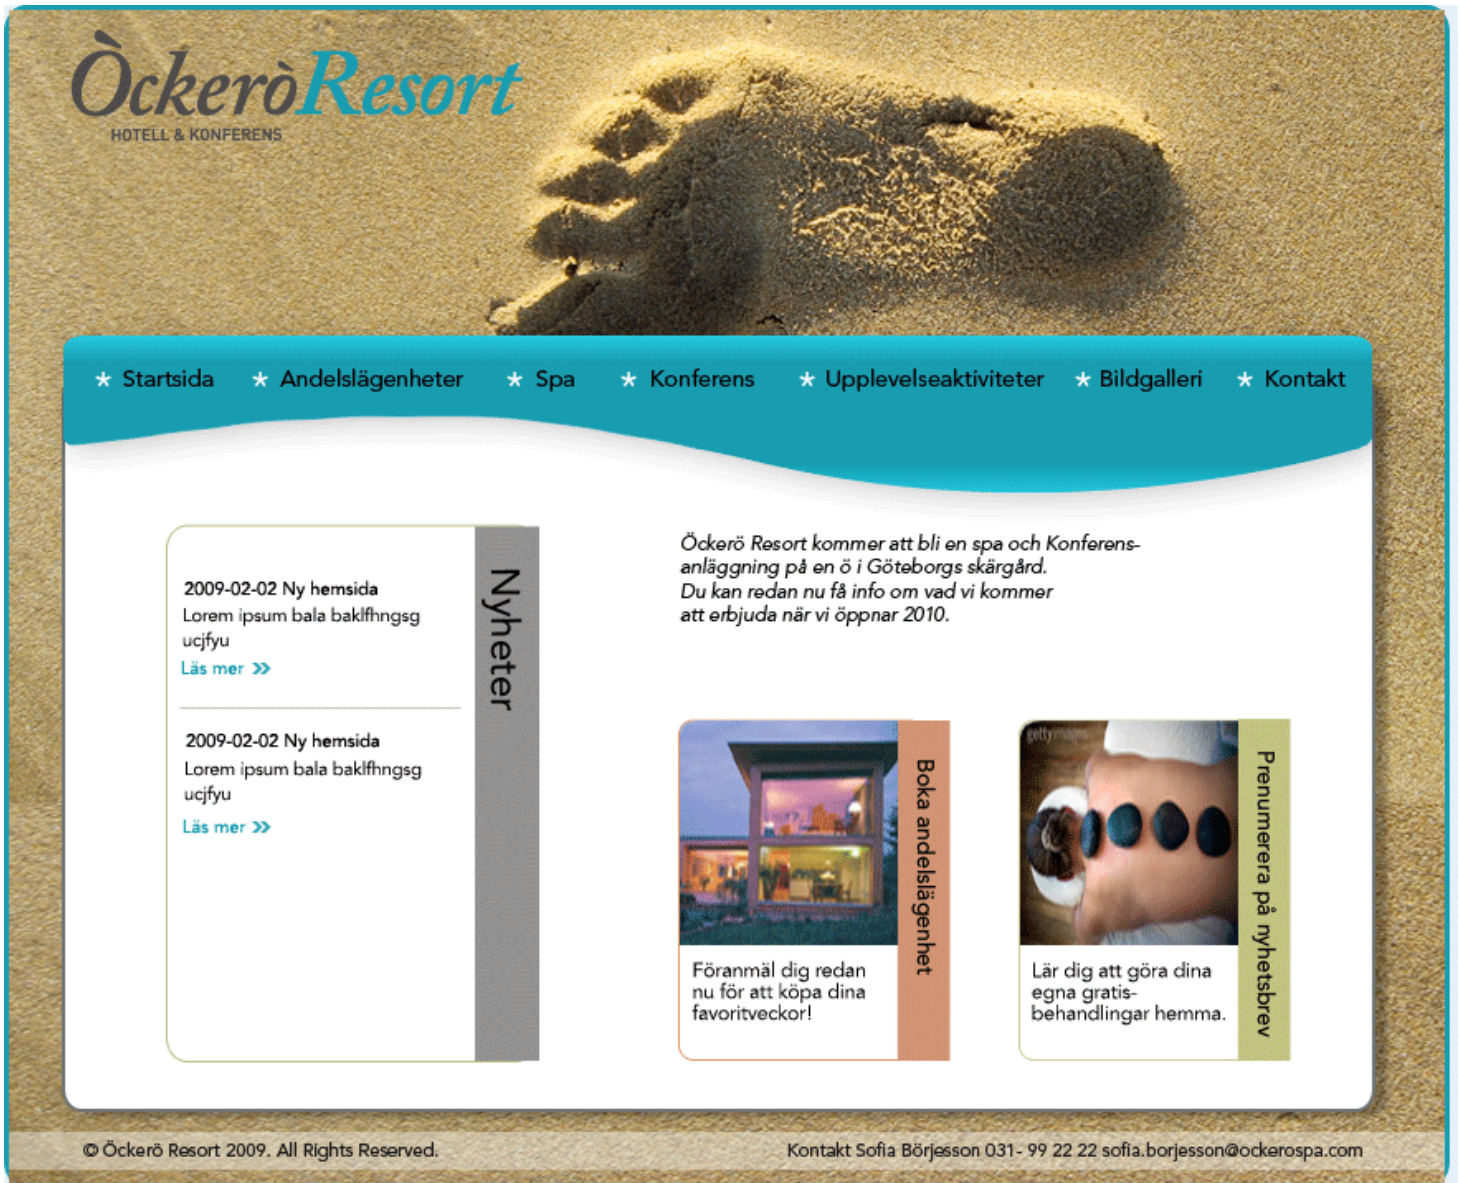 ÒckeròResort
HOTELL & KONFERENS
* Startsida * Andelslägenheter * Spa * Konferens * Upplevelseaktiviteter * Bildgalleri * Kontakt
2009-02-02 Ny hemsida
Lorem ipsum bala baklfhngsg
ucjfyu
Läs mer »
2009-02-02 Ny hemsida
Lorem ipsum bala baklfhngsg
ucjfyu
Läs mer »
Nyheter
Öckerö Resort kommer att bli en spa och Konferens-
anläggning på en ö i Göteborgs skärgård.
Du kan redan nu få info om vad vi kommer
att erbjuda när vi öppnar 2010.
Föranmäl dig redan
nu för att köpa dina
favoritveckor!
Boka andelslägenhet
gettyimages
Lär dig att göra dina
egna gratis-
behandlingar hemma.
Prenumerera på nyhetsbrev
© Öckerö Resort 2009. All Rights Reserved.
Kontakt Sofia Börjesson 031- 99 22 22 sofia.borjesson@ockerospa.com